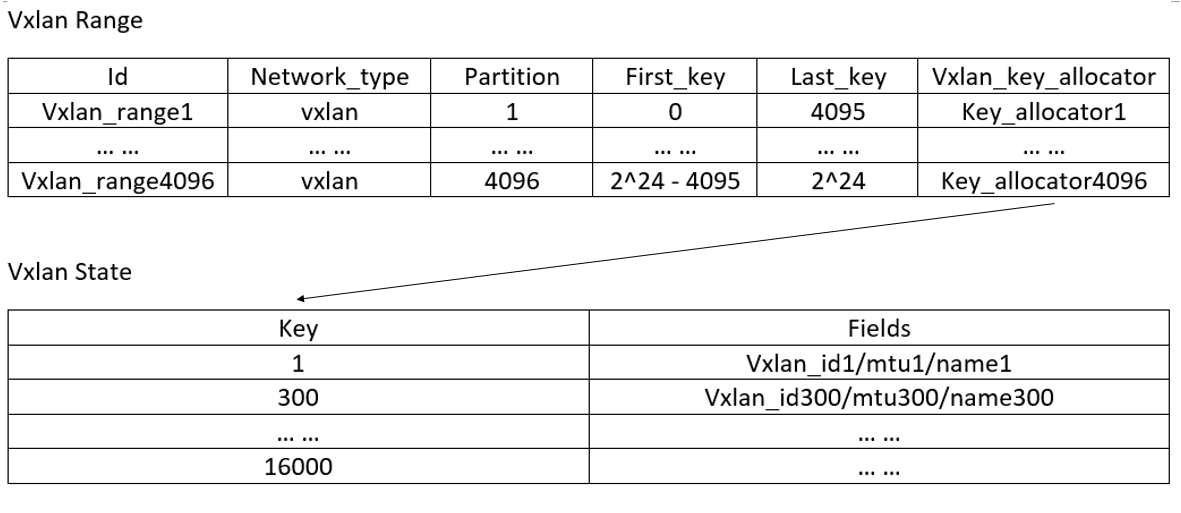 Vxlan Range
Id Network_type Partition First_key Last_key Vxlan_key_allocator
Vxlan_range1 vxlan 1 0 4095 Key_allocator1
... ... ... ... ... ... ... ... ... ... ... ...
Vxlan_range4096 vxlan 4096 2^24 - 4095 2^24 Key_allocator4096
Vxlan State
Key Fields
1 Vxlan_id1/mtu1/name1
300 Vxlan_id300/mtu300/name300
... ... ... ...
16000 ... ...